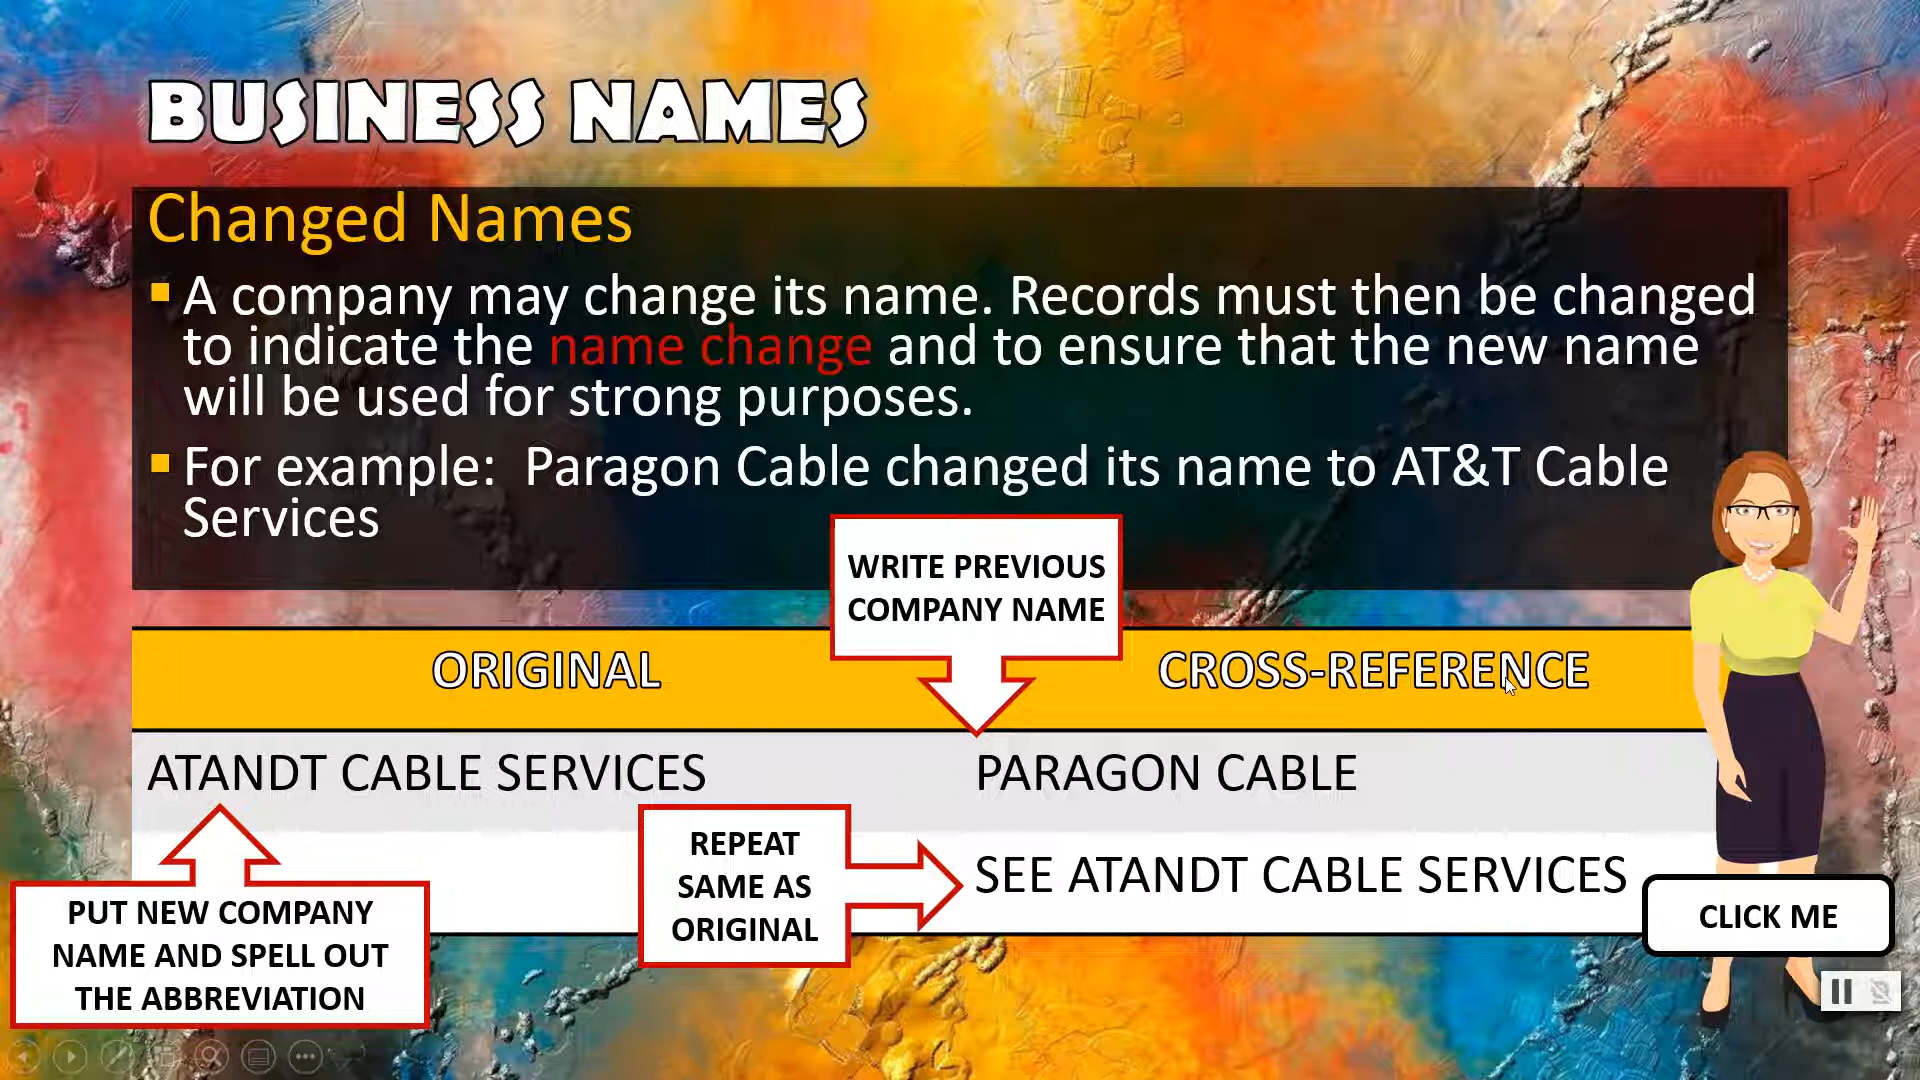 BUSINESS NAMES
Changed Names
▪ A company may change its name. Records must then be changed
to indicate the name change and to ensure that the new name
will be used for strong purposes.
▪ For example:  Paragon Cable changed its name to AT&T Cable
Services
WRITE PREVIOUS
COMPANY NAME
ORIGINAL
CROSS-REFERENCE
ATANDT CABLE SERVICES
PARAGON CABLE
REPEAT
SAME AS
ORIGINAL
SEE ATANDT CABLE SERVICES
PUT NEW COMPANY
NAME AND SPELL OUT
THE ABBREVIATION
CLICK ME